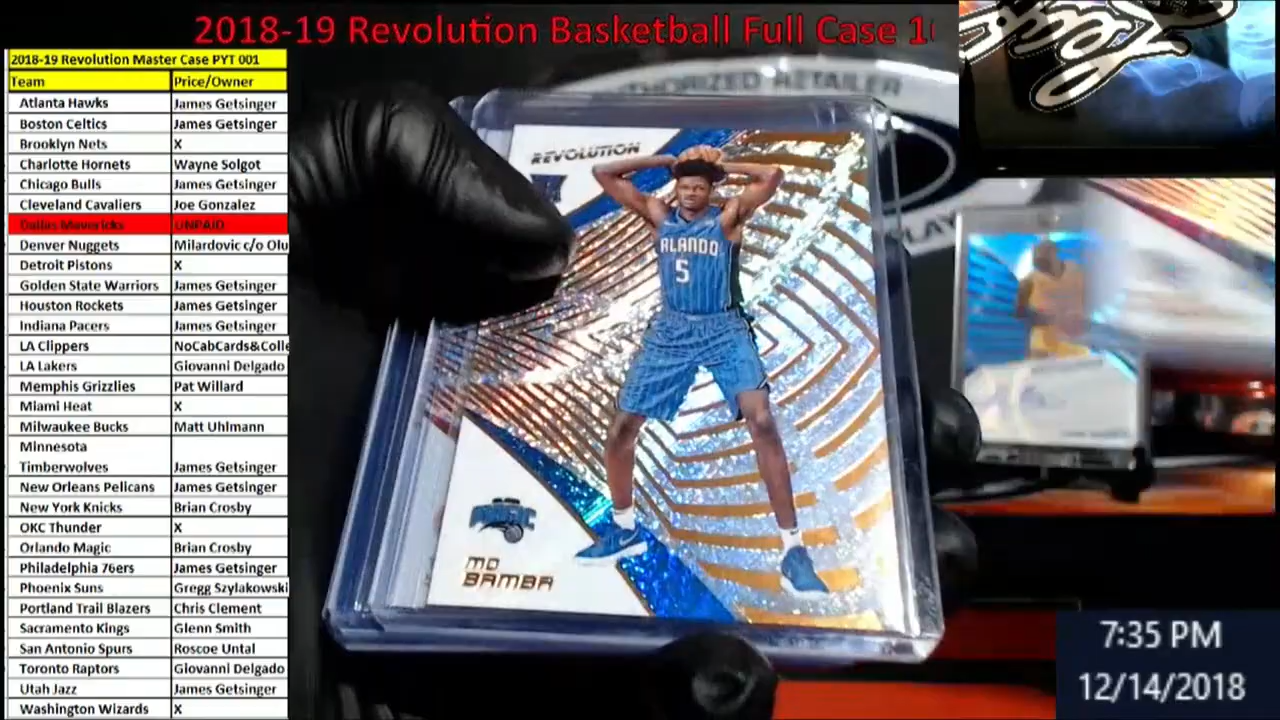 2018-19 Revolution Basketball Full Case
2018-19 Revolution Master Case PYT 001
Team Price/Owner
Atlanta Hawks James Getsinger
Boston Celtics James Getsinger
Brooklyn Nets X
Charlotte Hornets Wayne Solgot
Chicago Bulls James Getsinger
Cleveland Cavaliers Joe Gonzalez
Dallas Mavericks UNPAID
Denver Nuggets Milardovic c/o Olu
Detroit Pistons X
Golden State Warriors James Getsinger
Houston Rockets James Getsinger
Indiana Pacers James Getsinger
LA Clippers NoCabCards&Colle
LA Lakers Giovanni Delgado
Memphis Grizzlies Pat Willard
Miami Heat X
Milwaukee Bucks Matt Uhlmann
Minnesota
Timberwolves James Getsinger
New Orleans Pelicans James Getsinger
New York Knicks Brian Crosby
OKC Thunder X
Orlando Magic Brian Crosby
Philadelphia 76ers James Getsinger
Phoenix Suns Gregg Szylakowski
Portland Trail Blazers Chris Clement
Sacramento Kings Glenn Smith
San Antonio Spurs Roscoe Untal
Toronto Raptors Giovanni Delgado
Utah Jazz James Getsinger
Washington Wizards X
THORIZED RETAILER
REVOLUTION
RLANDO
5
MAGIC
MO
BAMBA
7:35 PM
12/14/2018